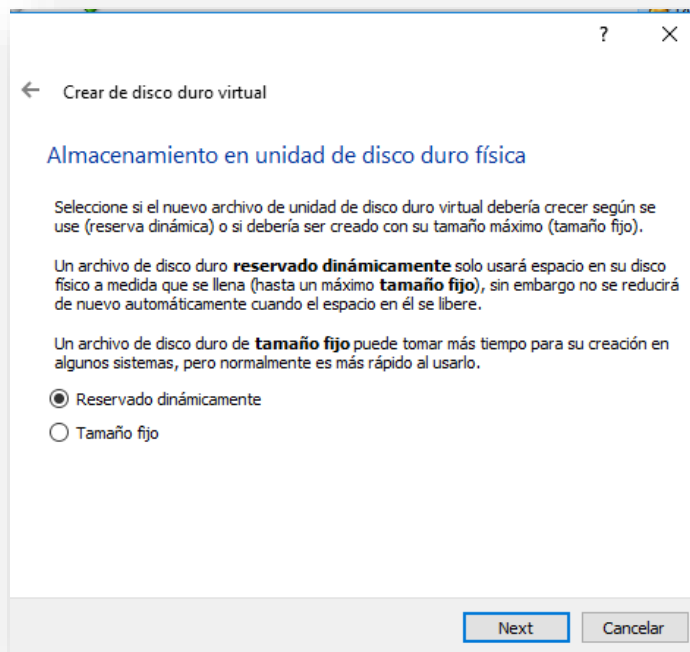 ?
Crear de disco duro virtual
Almacenamiento en unidad de disco duro física
Seleccione si el nuevo archivo de unidad de disco duro virtual debería crecer según se
use (reserva dinámica) o si debería ser creado con su tamaño máximo (tamaño fijo).
Un archivo de disco duro reservado dinámicamente solo usará espacio en su disco
físico a medida que se llena (hasta un máximo tamaño fijo), sin embargo no se reducirá
de nuevo automáticamente cuando el espacio en él se libere.
Un archivo de disco duro de tamaño fijo puede tomar más tiempo para su creación en
algunos sistemas, pero normalmente es más rápido al usarlo.
Reservado dinámicamente
Tamaño fijo
Next Cancelar